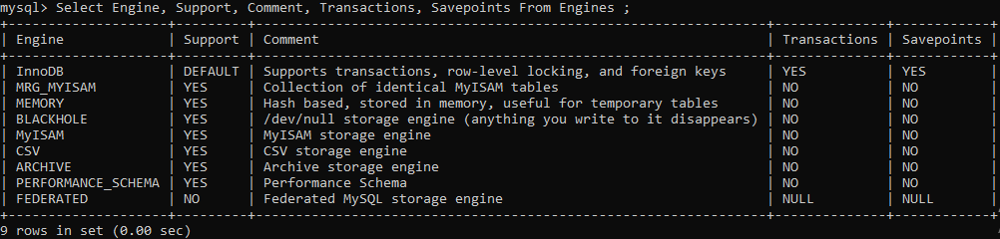 mysql> Select Engine, Support, Comment, Transactions, Savepoints From Engines ;
+--------------------+---------+----------------------------------------------------------------+--------------+------------+
| Engine             | Support | Comment                                                        | Transactions | Savepoints |
+--------------------+---------+----------------------------------------------------------------+--------------+------------+
| InnoDB             | DEFAULT | Supports transactions, row-level locking, and foreign keys     | YES          | YES        |
| MRG_MYISAM         | YES     | Collection of identical MyISAM tables                          | NO           | NO         |
| MEMORY             | YES     | Hash based, stored in memory, useful for temporary tables      | NO           | NO         |
| BLACKHOLE          | YES     | /dev/null storage engine (anything you write to it disappears) | NO           | NO         |
| MyISAM             | YES     | MyISAM storage engine                                          | NO           | NO         |
| CSV                | YES     | CSV storage engine                                             | NO           | NO         |
| ARCHIVE            | YES     | Archive storage engine                                         | NO           | NO         |
| PERFORMANCE_SCHEMA | YES     | Performance Schema                                             | NO           | NO         |
| FEDERATED          | NO      | Federated MySQL storage engine                                 | NULL         | NULL       |
+--------------------+---------+----------------------------------------------------------------+--------------+------------+
9 rows in set (0.00 sec)